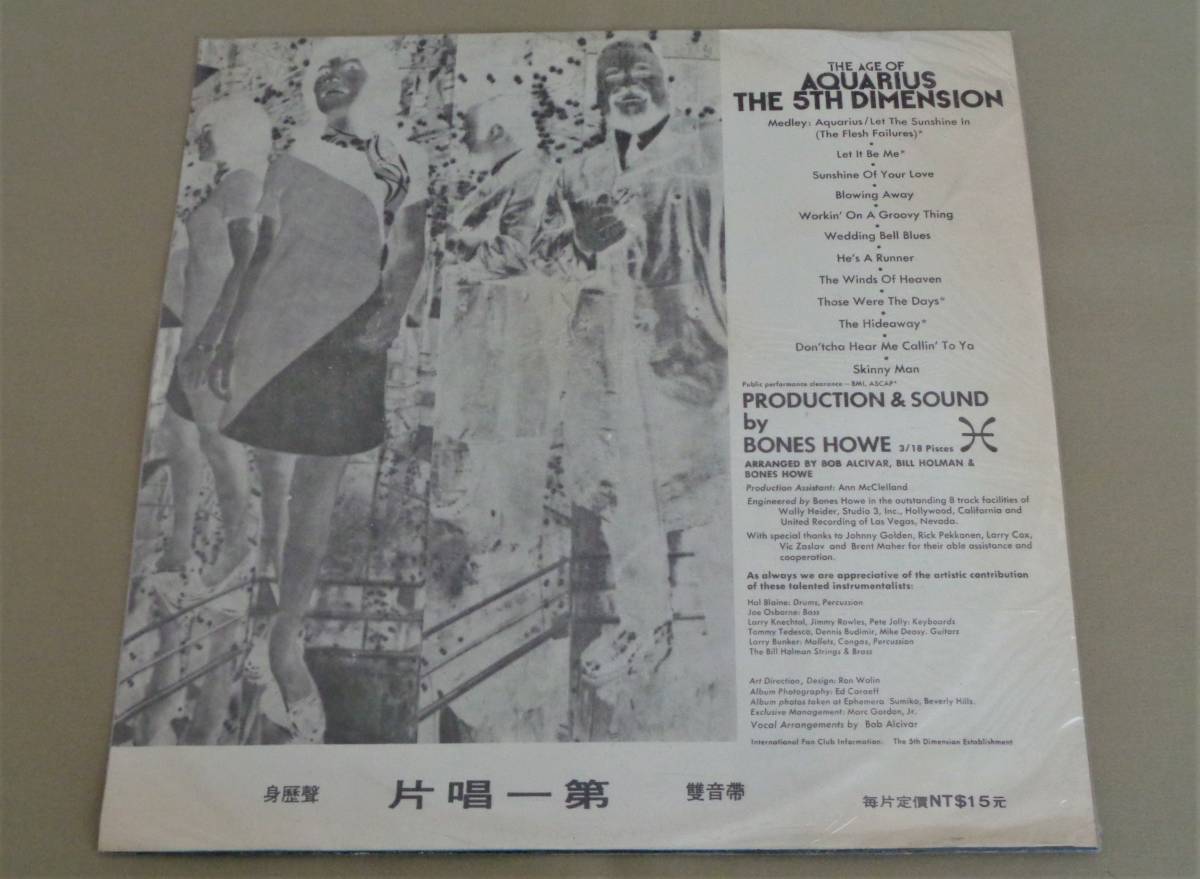 THE AGE OF
AQUARIUS
THE 5TH DIMENSION
Medley: Aquarius/Let The Sunshine In
(The Flesh Failures)*
Let It Be Me*
Sunshine Of Your Love
Blowing Away
Workin' On A Groovy Thing
Wedding Bell Blues
He's A Runner
The Winds Of Heaven
Those Were The Days*
The Hideaway*
Don'tcha Hear Me Callin' To Ya
Skinny Man
Public performance clearance — BMI, ASCAP*
PRODUCTION & SOUND
by
BONES HOWE 3/18 Pisces
ARRANGED BY BOB ALCIVAR, BILL HOLMAN &
BONES HOWE
Production Assistant: Ann McClelland
Engineered by Bones Howe in the outstanding 8 track facilities of
Wally Heider, Studio 3, Inc., Hollywood, California and
United Recording of Las Vegas, Nevada.
With special thanks to Johnny Golden, Rick Pekkonen, Larry Cox,
Vic Zaslav and Brent Maher for their able assistance and
cooperation.
As always we are appreciative of the artistic contribution
of these talented instrumentalists:
Hal Blaine: Drums, Percussion
Joe Osborne: Bass
Larry Knechtal, Jimmy Rowles, Pete Jolly: Keyboards
Tommy Tedesco, Dennis Budimir, Mike Deasy: Guitars
Larry Bunker: Mallets, Congas, Percussion
The Bill Holman Strings & Brass
Art Direction, Design: Ron Wolin
Album Photography: Ed Caraeff
Album photos taken at Ephemera Sumiko, Beverly Hills.
Exclusive Management: Marc Gordon, Jr.
Vocal Arrangements by Bob Alcivar
International Fan Club Information: The 5th Dimension Establishment
身歷聲 片唱一第 雙音帶 每片定價NT$15元